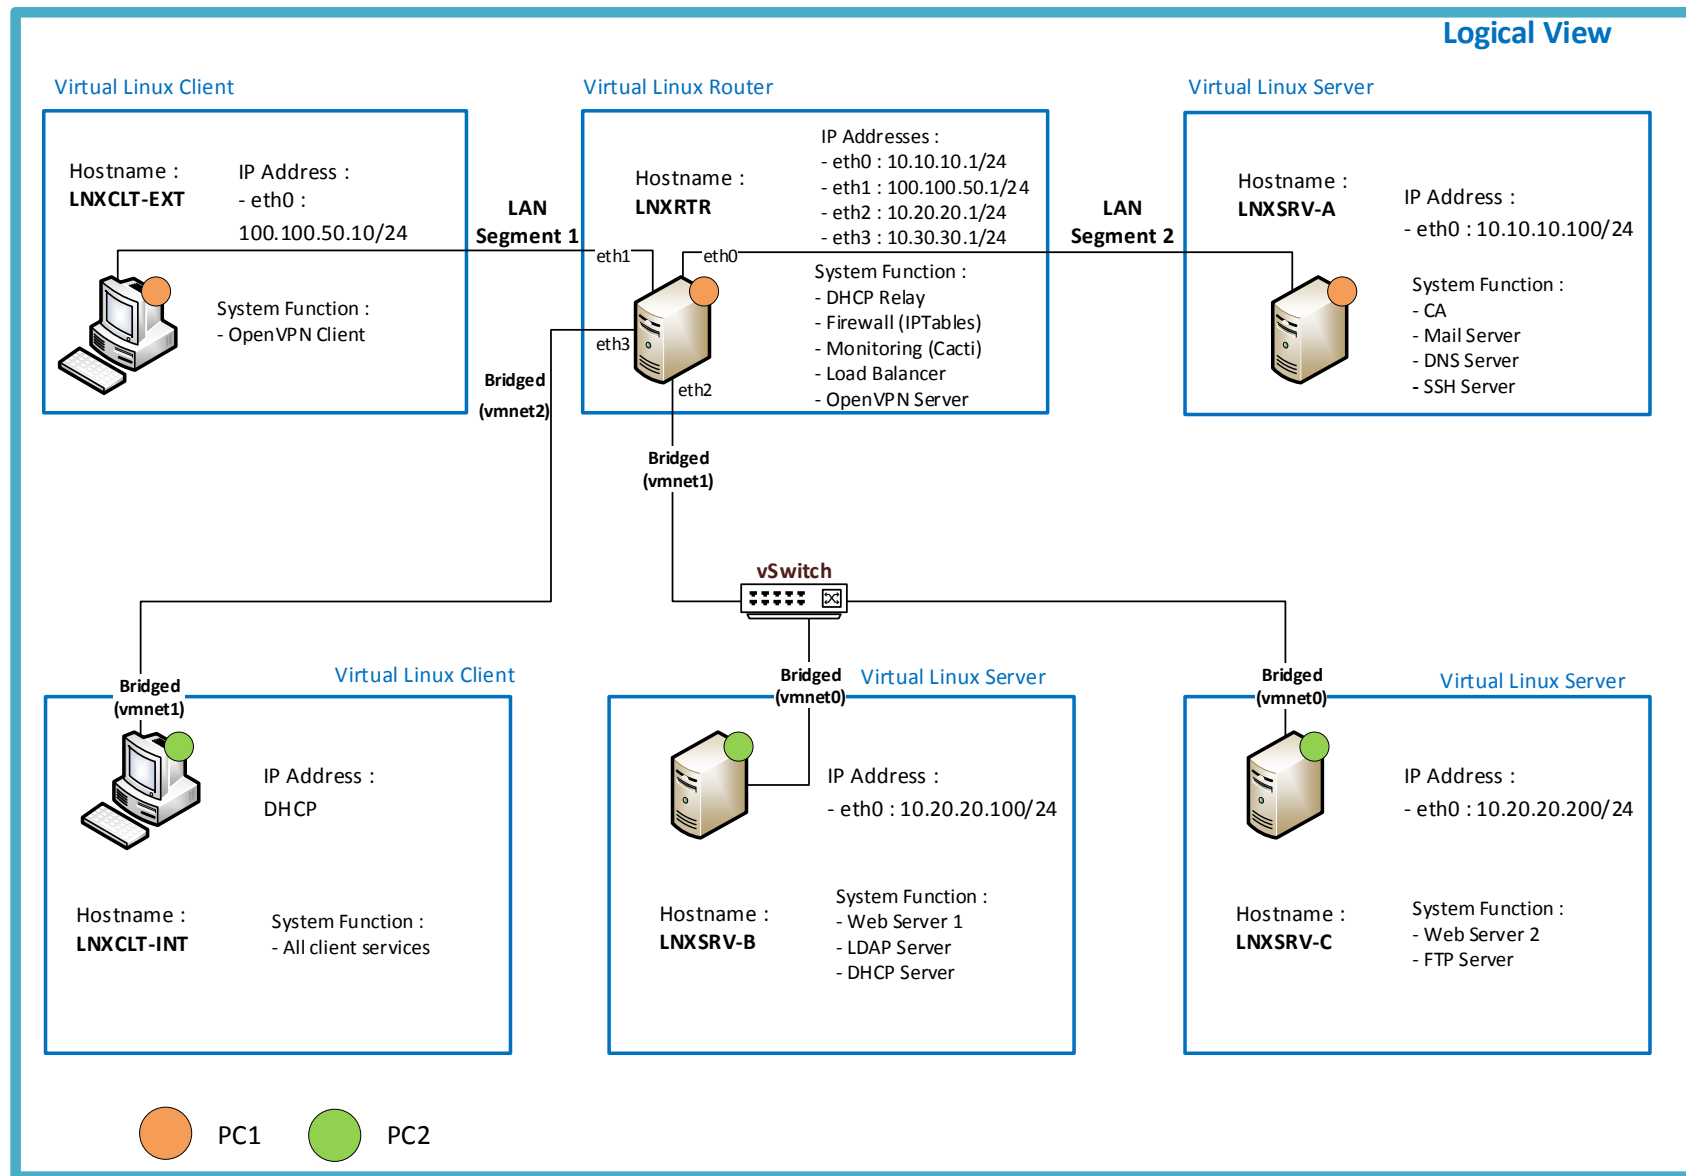 Logical View
Virtual Linux Client
Hostname :
LNXCLT-EXT
IP Address :
- eth0 :
100.100.50.10/24
System Function :
- OpenVPN Client
LAN
Segment 1
Virtual Linux Router
Hostname :
LNXRTR
IP Addresses :
- eth0 : 10.10.10.1/24
- eth1 : 100.100.50.1/24
- eth2 : 10.20.20.1/24
- eth3 : 10.30.30.1/24
System Function :
- DHCP Relay
- Firewall (IPTables)
- Monitoring (Cacti)
- Load Balancer
- OpenVPN Server
eth1
eth0
eth3
eth2
LAN
Segment 2
Virtual Linux Server
Hostname :
LNXSRV-A
IP Address :
- eth0 : 10.10.10.100/24
System Function :
- CA
- Mail Server
- DNS Server
- SSH Server
Bridged
(vmnet2)
Bridged
(vmnet1)
vSwitch
Virtual Linux Client
Bridged
(vmnet1)
IP Address :
DHCP
Hostname :
LNXCLT-INT
System Function :
- All client services
Virtual Linux Server
Bridged
(vmnet0)
IP Address :
- eth0 : 10.20.20.100/24
Hostname :
LNXSRV-B
System Function :
- Web Server 1
- LDAP Server
- DHCP Server
Virtual Linux Server
Bridged
(vmnet0)
IP Address :
- eth0 : 10.20.20.200/24
Hostname :
LNXSRV-C
System Function :
- Web Server 2
- FTP Server
PC1
PC2